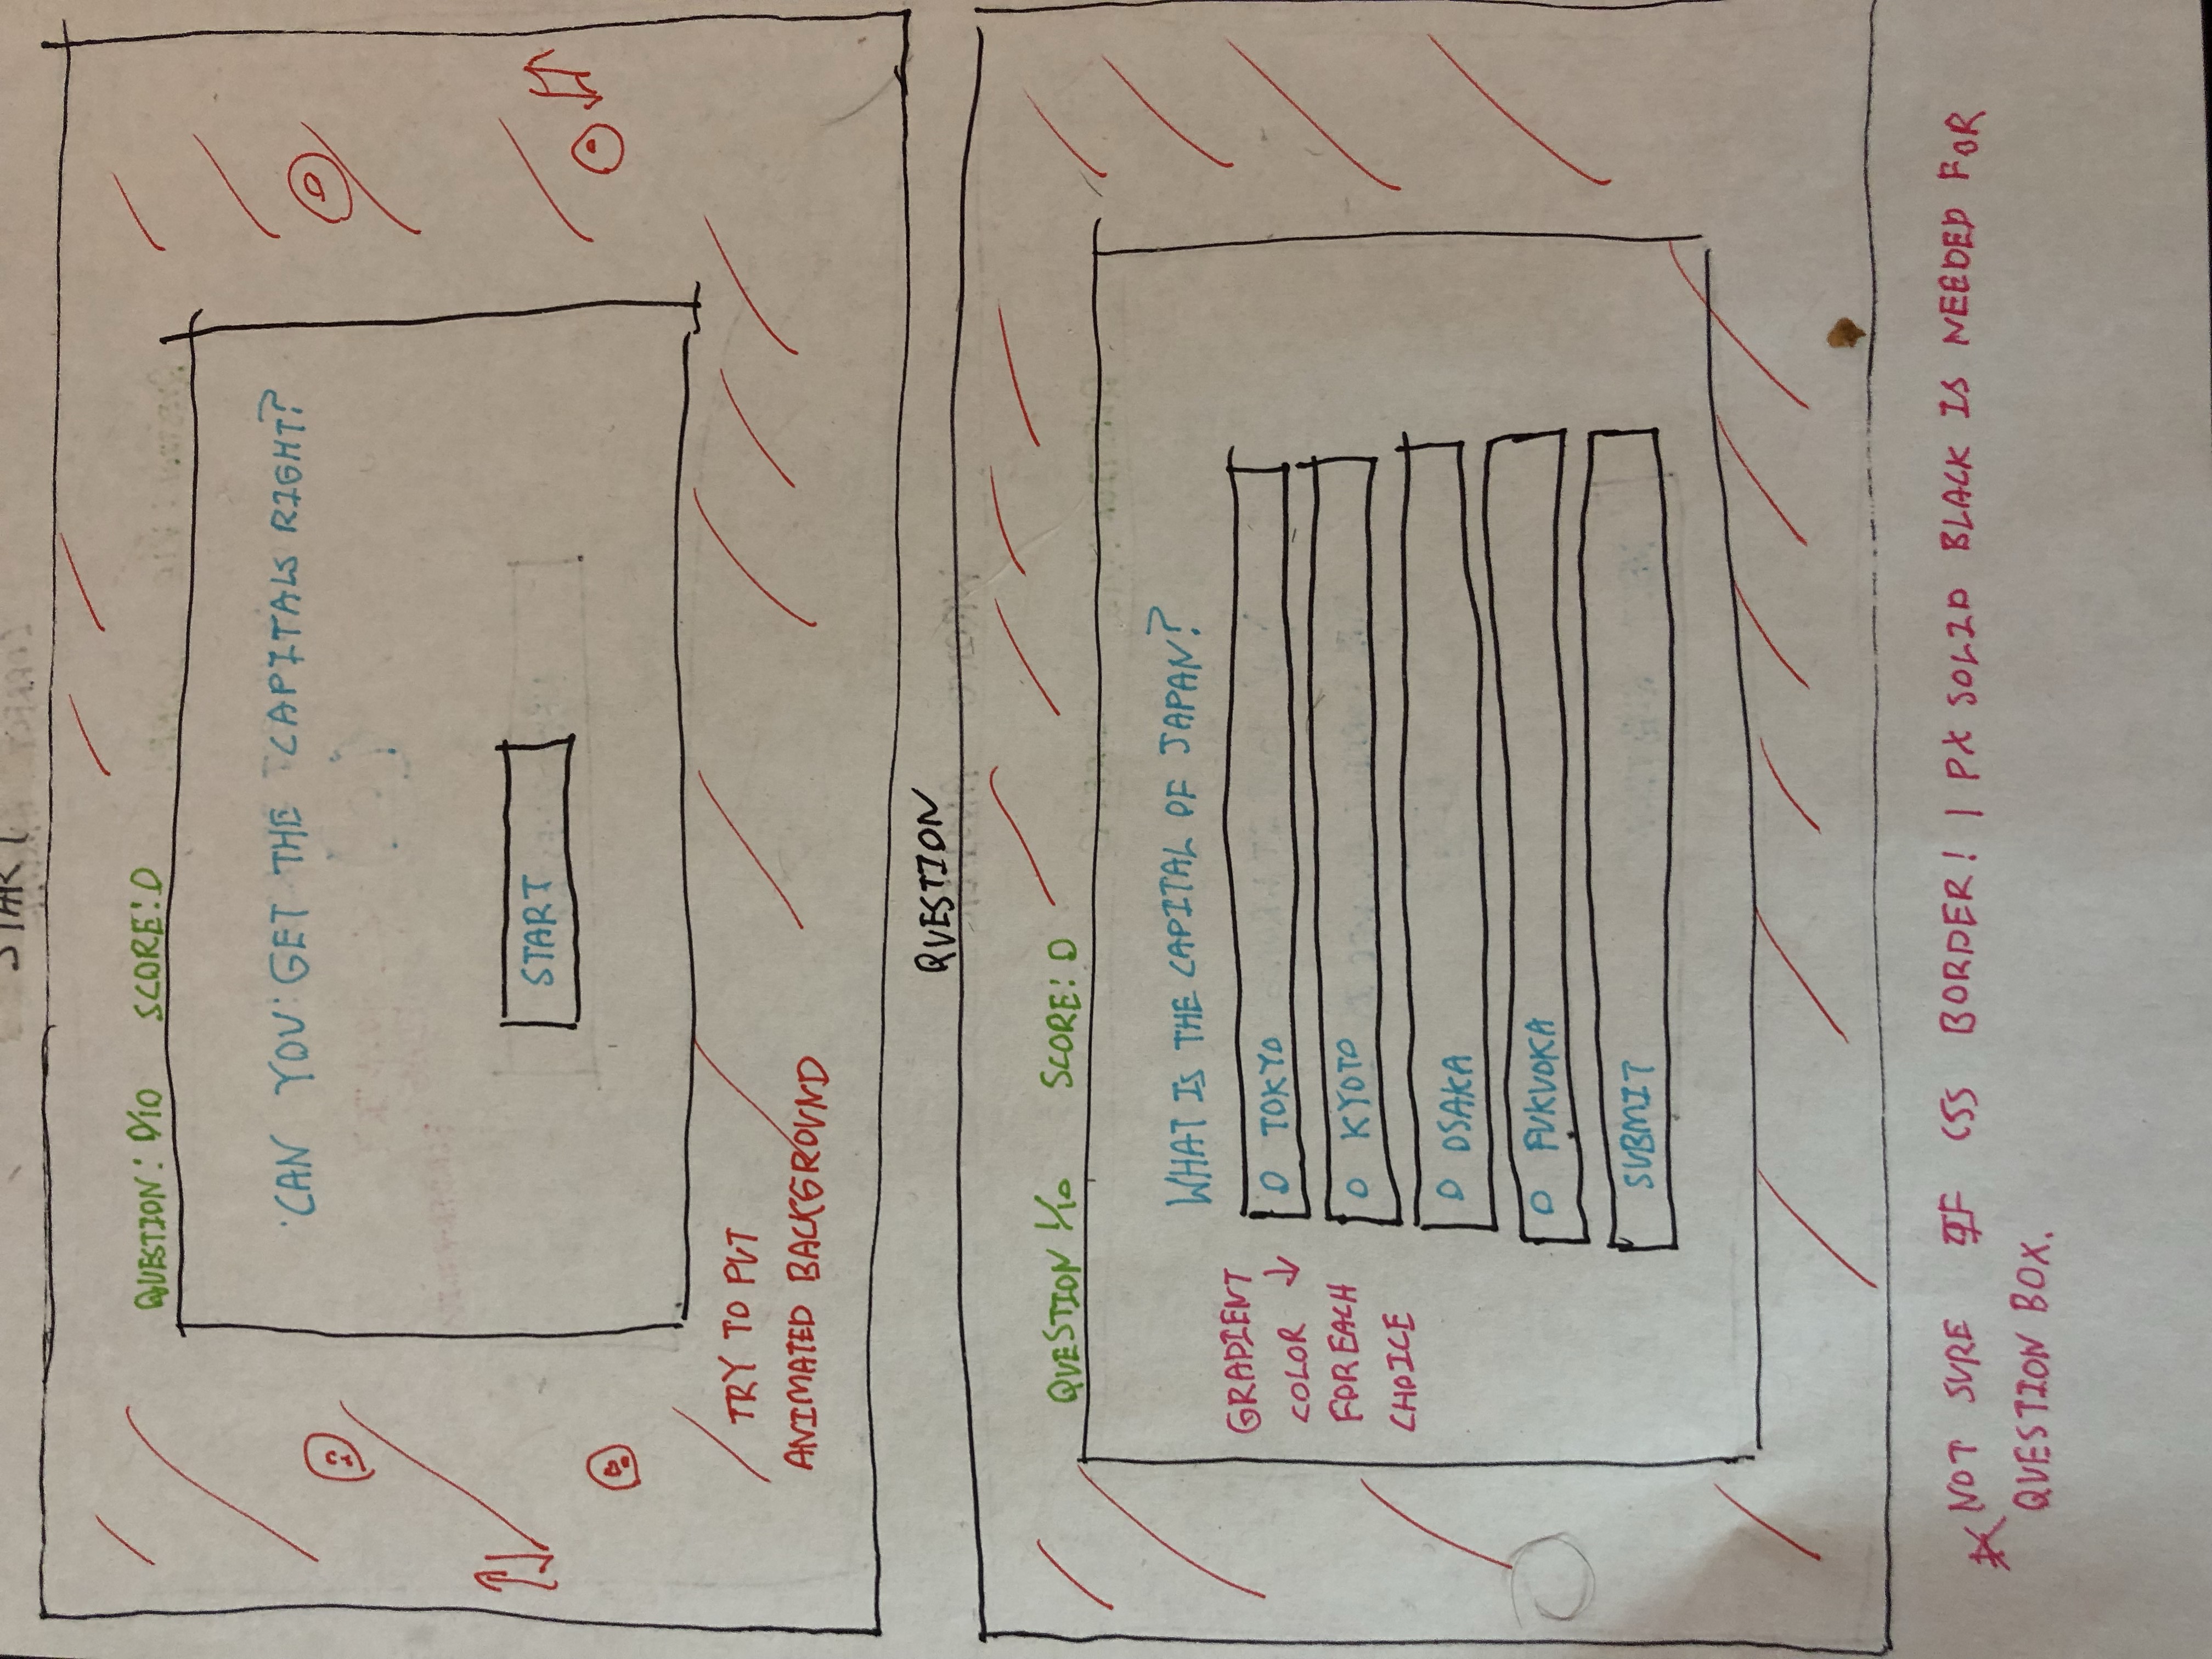 START
QUESTION: 0/10 SCORE: 0
CAN YOU GET THE CAPITALS RIGHT?
START
TRY TO PUT
ANIMATED BACKGROUND
QUESTION
QUESTION 1/10 SCORE: 0
WHAT IS THE CAPITAL OF JAPAN?
GRADIENT
COLOR ↓
FOR EACH
CHOICE
TOKYO
KYOTO
OSAKA
FUKUOKA
SUBMIT
* NOT SURE IF CSS BORDER: 1 PX SOLID BLACK IS NEEDED FOR
QUESTION BOX.